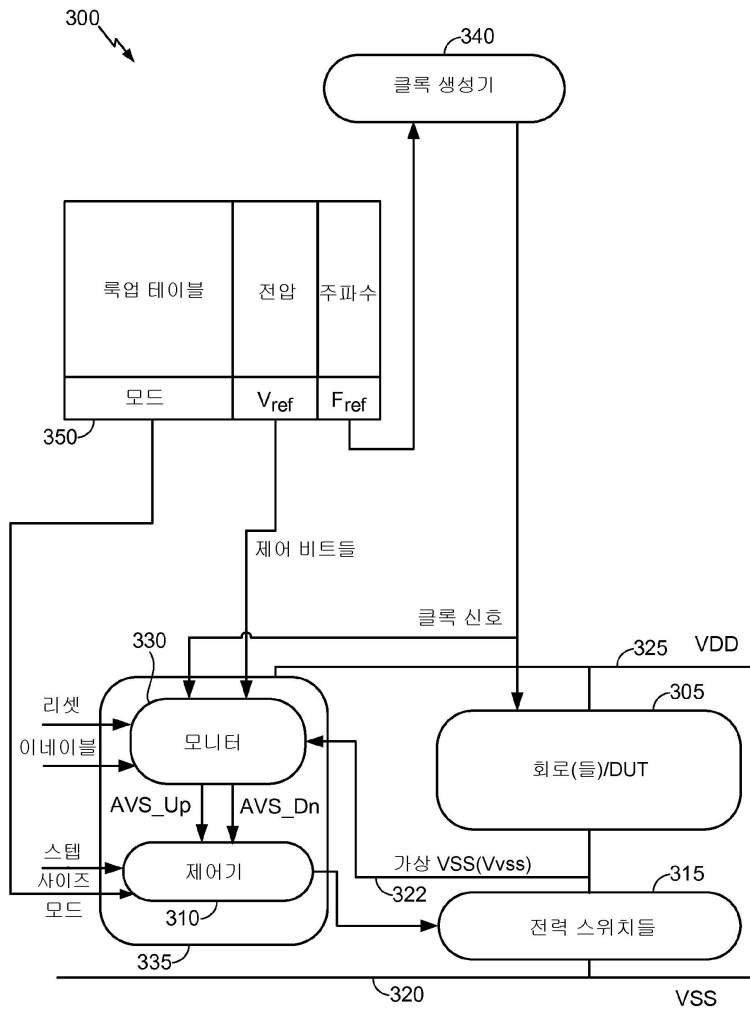 300
340
클록 생성기
룩업 테이블
전압
주파수
모드
Vref
Fref
350
제어 비트들
클록 신호
330
325
VDD
리셋
305
모니터
이네이블
회로(들)/DUT
AVS_Up
AVS_Dn
스텝
사이즈
가상 VSS(Vvss)
제어기
322
315
모드
310
전력 스위치들
335
320
VSS